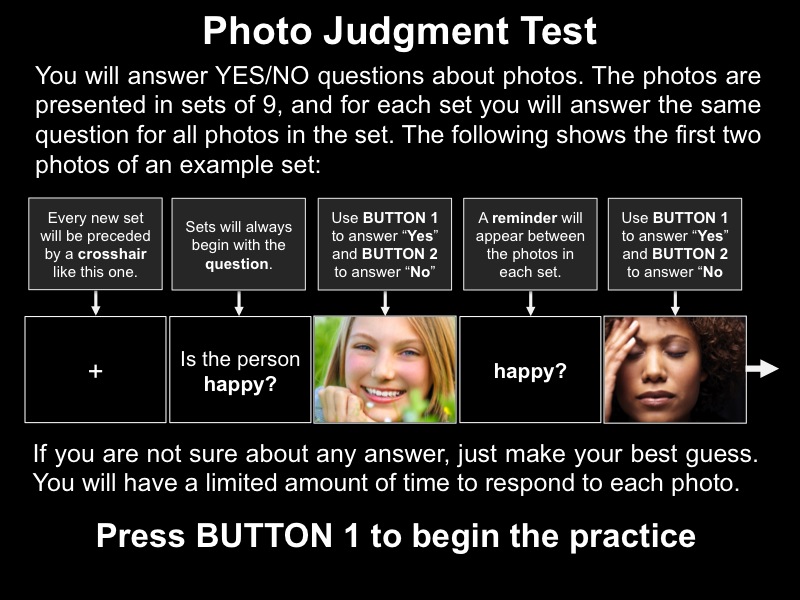 Photo Judgment Test
You will answer YES/NO questions about photos. The photos are
presented in sets of 9, and for each set you will answer the same
question for all photos in the set. The following shows the first two
photos of an example set:
Every new set
will be preceded
by a crosshair
like this one.
Sets will always
begin with the
question.
Use BUTTON 1
to answer “Yes”
and BUTTON 2
to answer “No”
A reminder will
appear between
the photos in
each set.
Use BUTTON 1
to answer “Yes”
and BUTTON 2
to answer “No
+
Is the person
happy?
happy?
If you are not sure about any answer, just make your best guess.
You will have a limited amount of time to respond to each photo.
Press BUTTON 1 to begin the practice